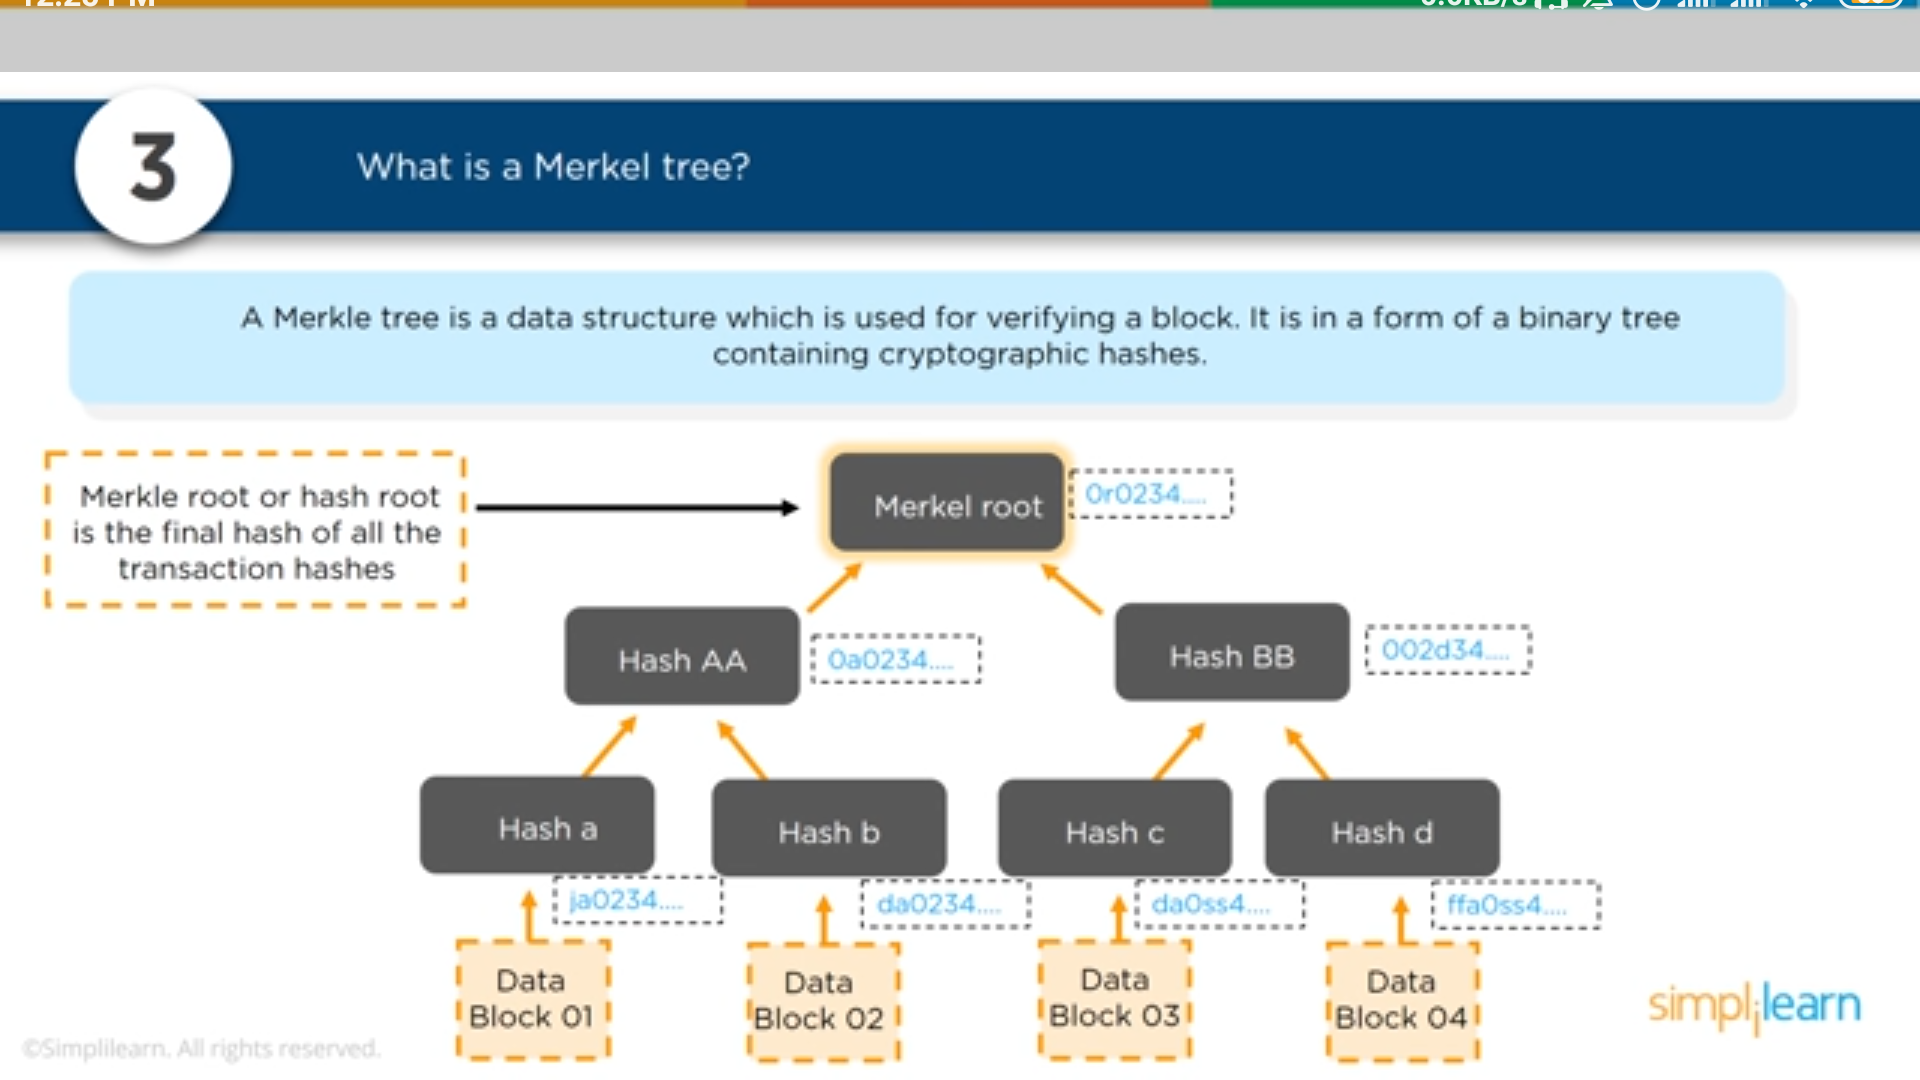 3
What is a Merkel tree?
A Merkle tree is a data structure which is used for verifying a block. It is in a form of a binary tree
containing cryptographic hashes.
Merkle root or hash root
is the final hash of all the
transaction hashes
Merkel root
0r0234....
Hash AA
0a0234....
Hash BB
002d34....
Hash a
Hash b
Hash c
Hash d
ja0234....
da0234....
da0ss4....
ffa0ss4....
Data
Block 01
Data
Block 02
Data
Block 03
Data
Block 04
simplilearn
©Simplilearn. All rights reserved.